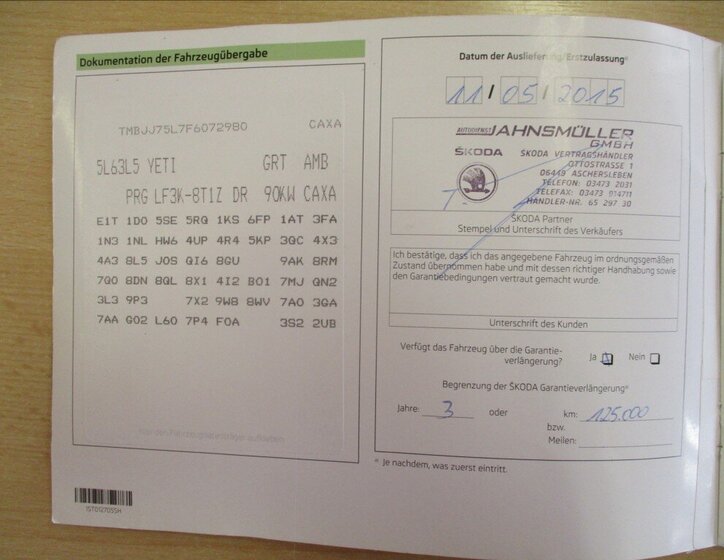 Dokumentation der Fahrzeugübergabe
TMBJJ75L7F6072980 CAXA
5L63L5 YETI GRT AMB
PRG LF3K-8T1Z DR 90KW CAXA
E1T 1D0 5SE 5RQ 1KS 6FP 1AT 3FA
1N3 1NL HW6 4UP 4R4 5KP 3QC 4X3
4A3 8L5 J0S QI6 8GU 9AK 8RM
7Q0 8DN 8QL 8X1 4I2 B01 7MJ QN2
3L3 9P3 7X2 9W8 8WV 7A0 3GA
7AA G02 L60 7P4 F0A 3S2 2UB
1ST012705SH
Datum der Auslieferung/Erstzulassung*
11/05/2015
AUTODIENST JAHNSMÜLLER
GMBH
ŠKODA ŠKODA VERTRAGSHÄNDLER
OTTOSTRASSE 1
06449 ASCHERSLEBEN
TELEFON: 03473 2031
TELEFAX: 03473 914711
HÄNDLER-NR. 65 297 30
ŠKODA Partner
Stempel und Unterschrift des Verkäufers
Ich bestätige, dass ich das angegebene Fahrzeug im ordnungsgemäßen
Zustand übernommen habe und mit dessen richtiger Handhabung sowie
den Garantiebedingungen vertraut gemacht wurde.
Unterschrift des Kunden
Verfügt das Fahrzeug über die Garantie-
verlängerung? Ja Nein
Begrenzung der ŠKODA Garantieverlängerung*
Jahre: 3 oder km: 125.000
bzw.
Meilen:
* Je nachdem, was zuerst eintritt.